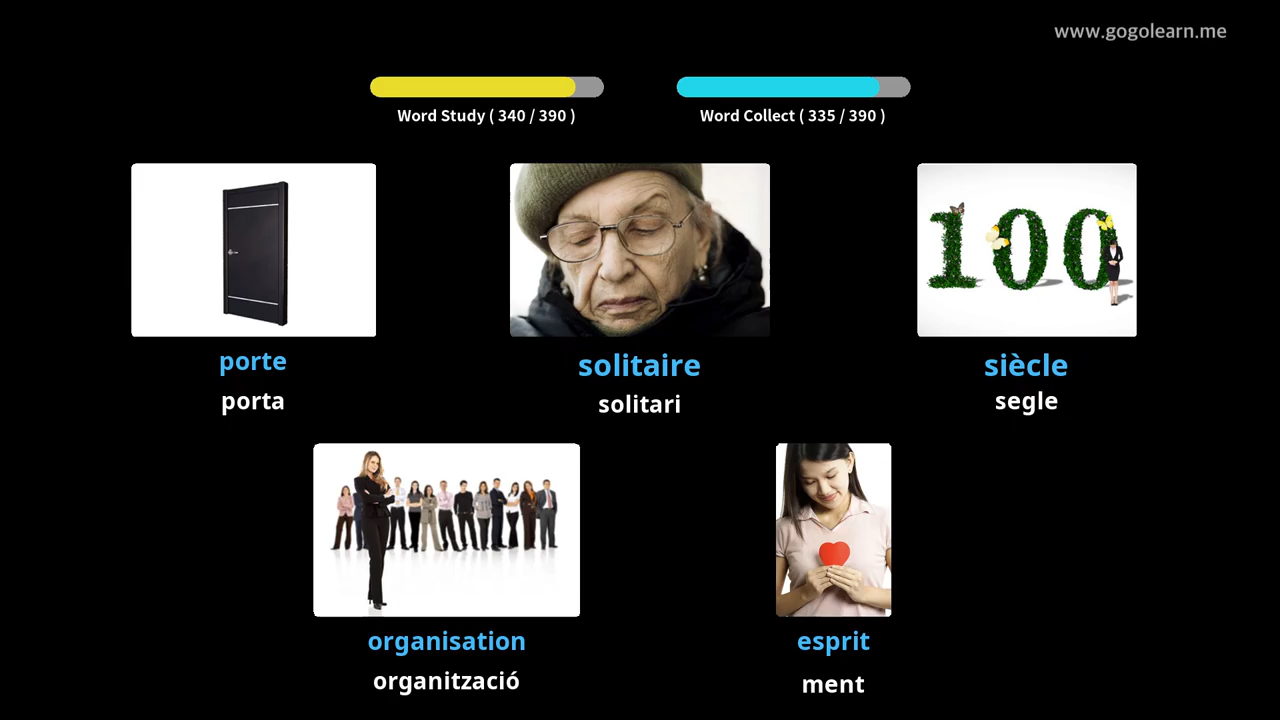 www.gogolearn.me
Word Study ( 340 / 390 )
Word Collect ( 335 / 390 )
porte
porta
solitaire
solitari
siècle
segle
100
organisation
organització
esprit
ment